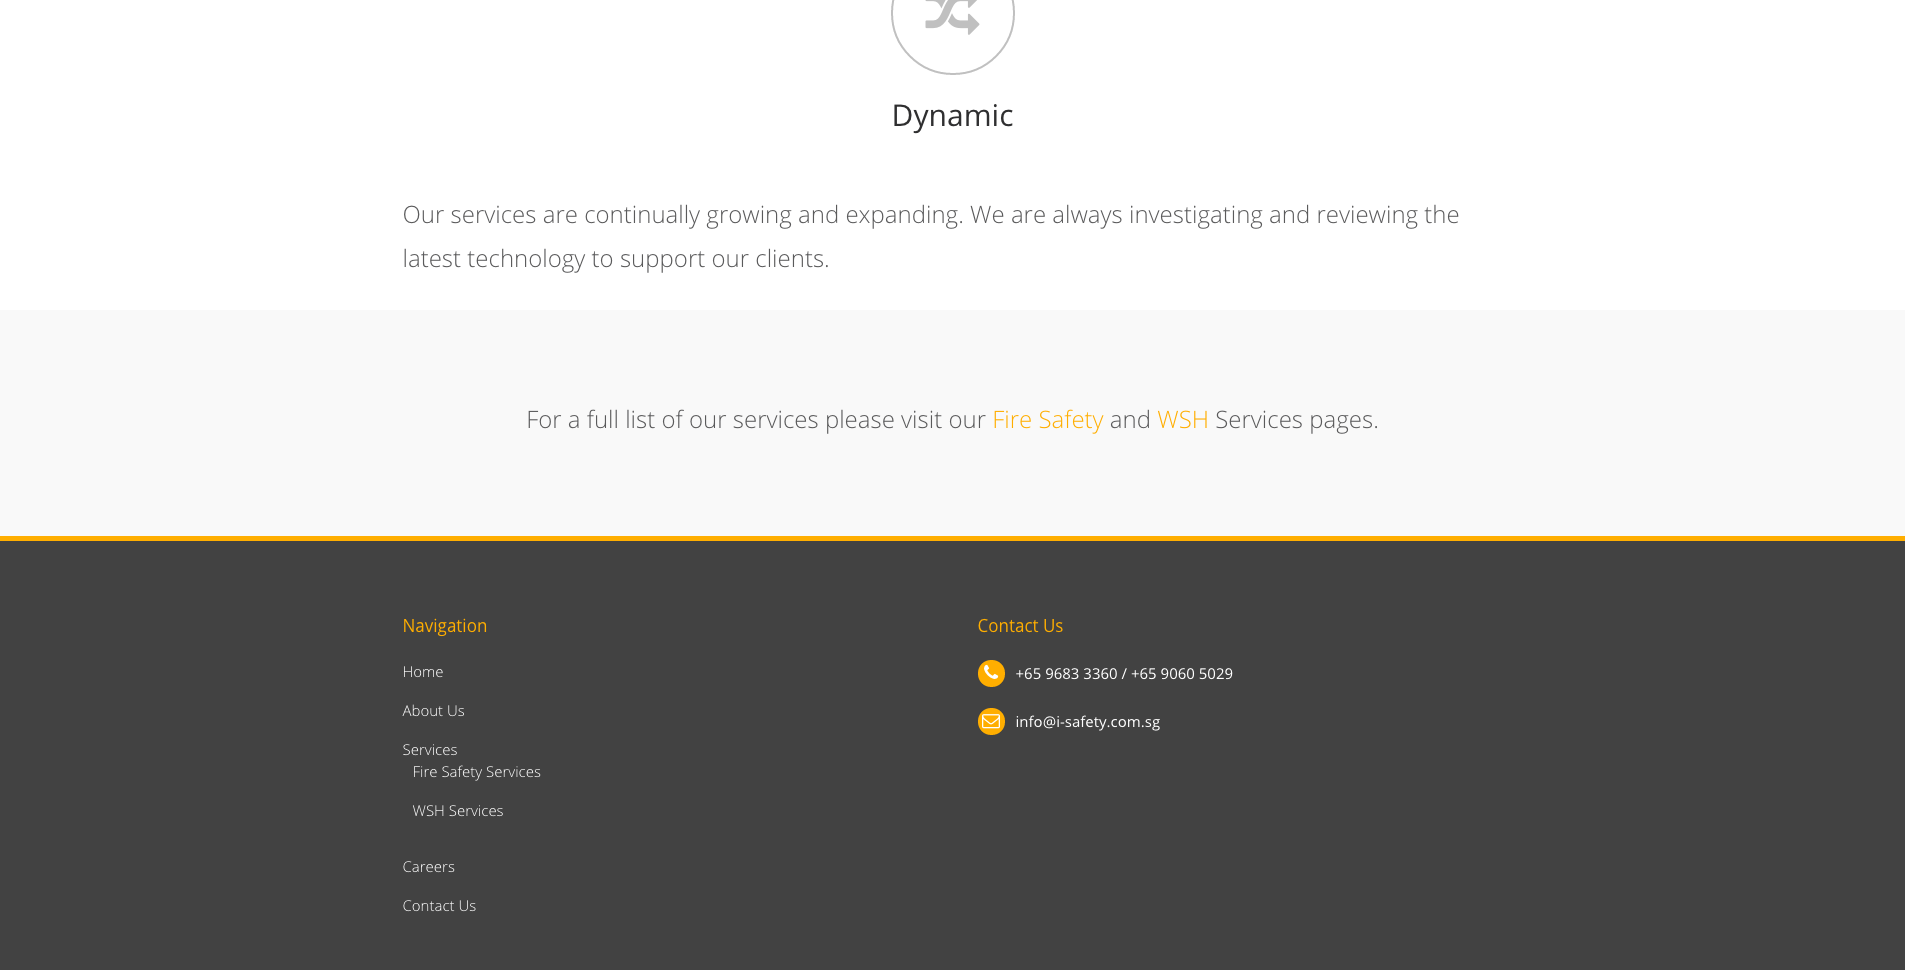 Dynamic
Our services are continually growing and expanding. We are always investigating and reviewing the
latest technology to support our clients.
For a full list of our services please visit our Fire Safety and WSH Services pages.
Navigation
Home
About Us
Services
Fire Safety Services
WSH Services
Careers
Contact Us
Contact Us
+65 9683 3360 / +65 9060 5029
info@i-safety.com.sg